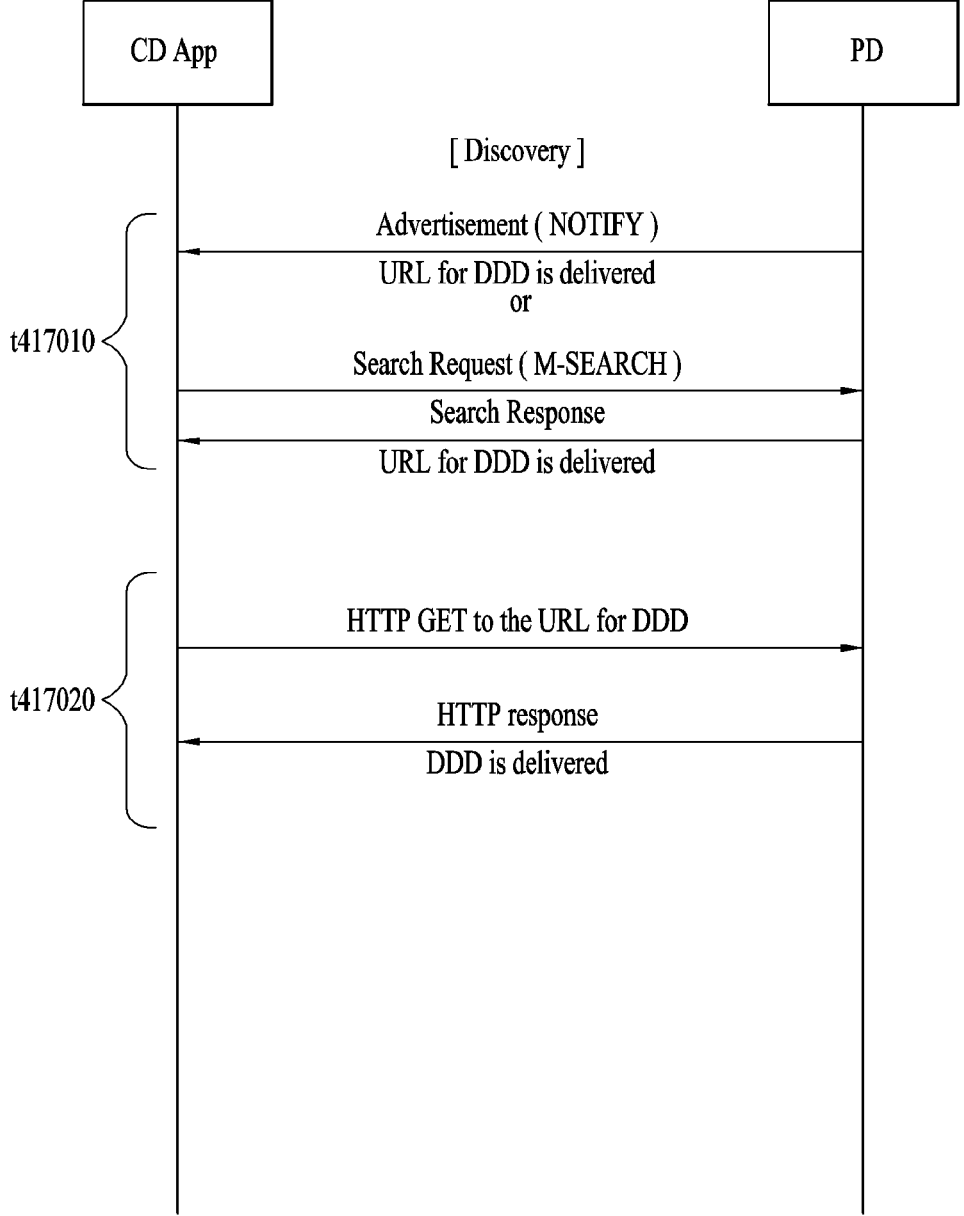 CD App
PD
[ Discovery ]
Advertisement ( NOTIFY )
URL for DDD is delivered
or
t417010
Search Request ( M-SEARCH )
Search Response
URL for DDD is delivered
HTTP GET to the URL for DDD
t417020
HTTP response
DDD is delivered